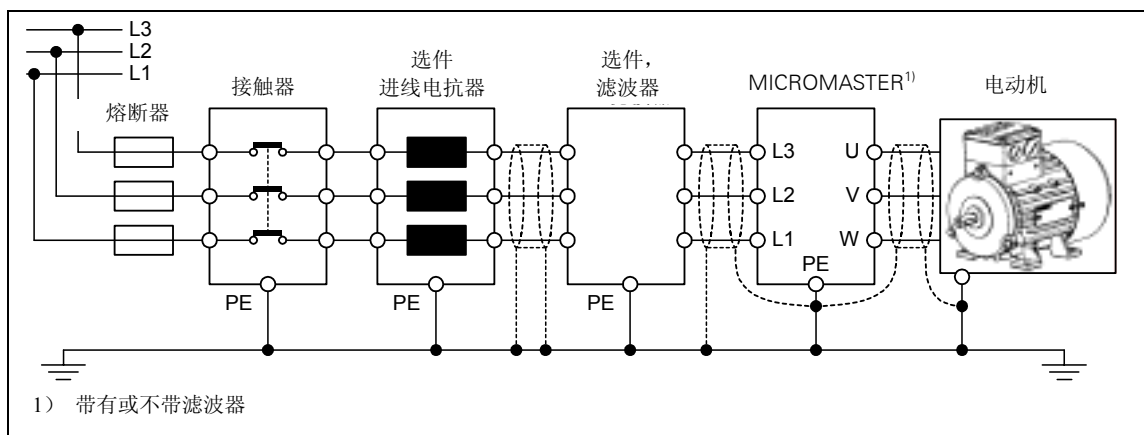 L3
L2
L1
熔断器
接触器
选件
进线电抗器
选件，
滤波器
MICROMASTER1)
电动机
L3
L2
L1
U
V
W
PE
PE
PE
PE
1） 带有或不带滤波器